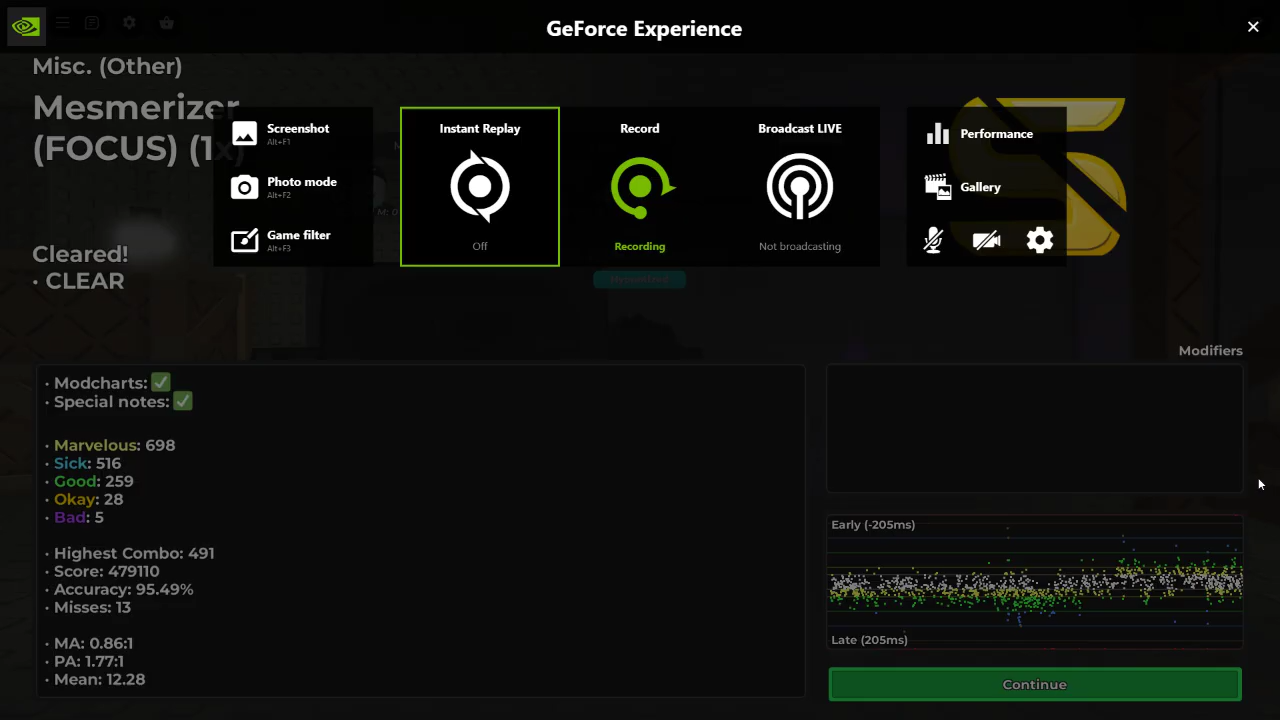 GeForce Experience
Misc. (Other)
Mesmerizer
(FOCUS) (1x)
Screenshot
Alt+F1
Photo mode
Alt+F2
Game filter
Alt+F3
Instant Replay
Off
Record
Recording
Broadcast LIVE
Not broadcasting
Performance
Gallery
Cleared!
· CLEAR
Modifiers
· Modcharts: ✅
· Special notes: ✅
· Marvelous: 698
· Sick: 516
· Good: 259
· Okay: 28
· Bad: 5
· Highest Combo: 491
· Score: 479110
· Accuracy: 95.49%
· Misses: 13
· MA: 0.86:1
· PA: 1.77:1
· Mean: 12.28
Early (-205ms)
Late (205ms)
Continue